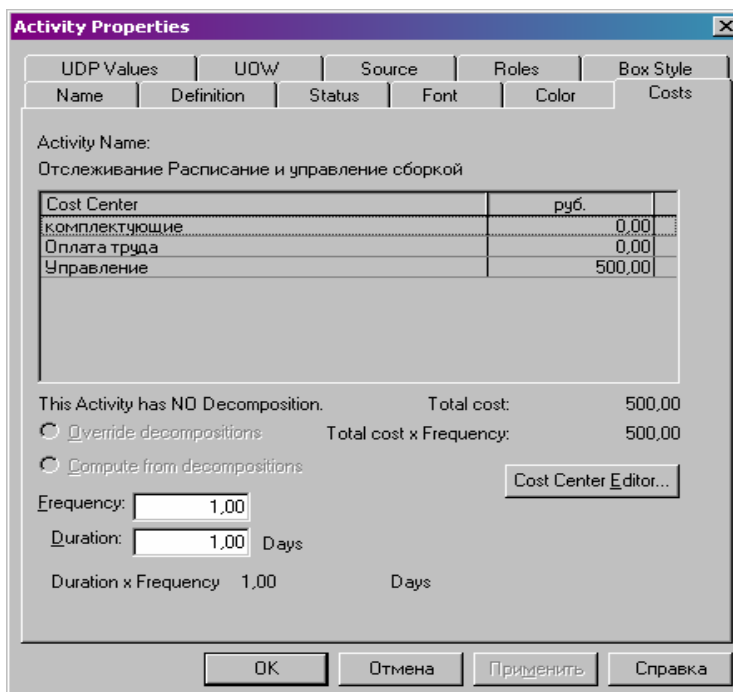 Activity Properties
UDP Values UOW Source Roles Box Style
Name Definition Status Font Color Costs
Activity Name:
Отслеживание Расписание и управление сборкой
Cost Center руб.
комплектующие 0,00
Оплата труда 0,00
Управление 500,00
This Activity has NO Decomposition. Total cost: 500,00
Override decompositions Total cost x Frequency: 500,00
Compute from decompositions
Cost Center Editor...
Frequency: 1,00
Duration: 1,00 Days
Duration x Frequency 1,00 Days
OK Отмена Применить Справка